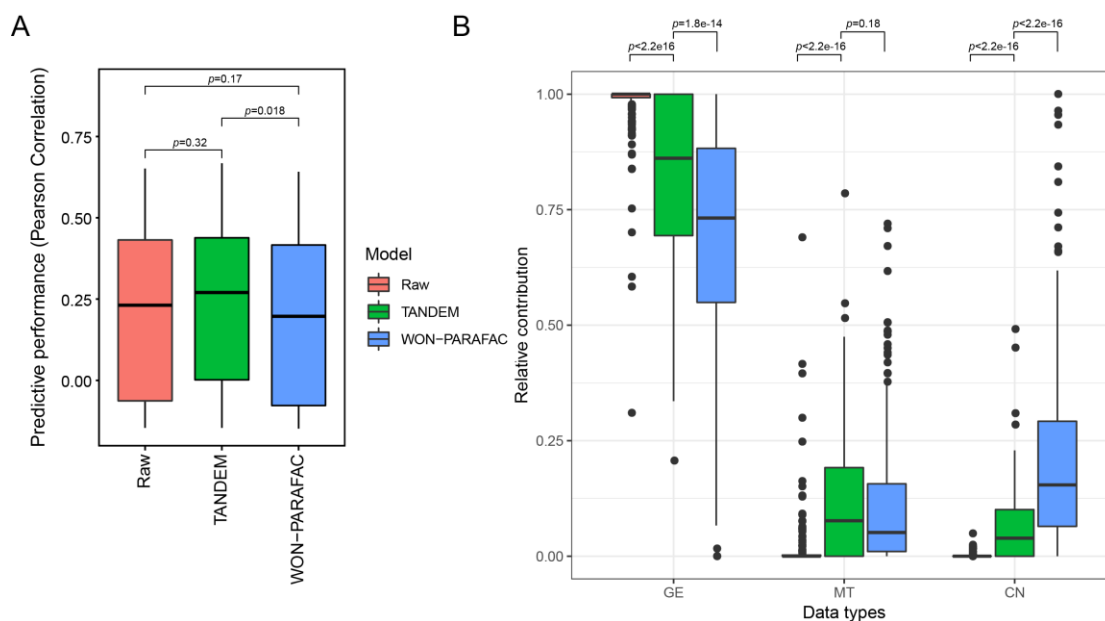 A
p=0.17
p=0.018
p=0.32
Predictive performance (Pearson Correlation)
0.75
0.50
0.25
0.00
Raw
TANDEM
WON−PARAFAC
Model
Raw
TANDEM
WON−PARAFAC
B
p=1.8e-14
p=0.18
p<2.2e-16
p<2.2e16
p<2.2e-16
p<2.2e-16
Relative contribution
1.00
0.75
0.50
0.25
0.00
GE
MT
CN
Data types